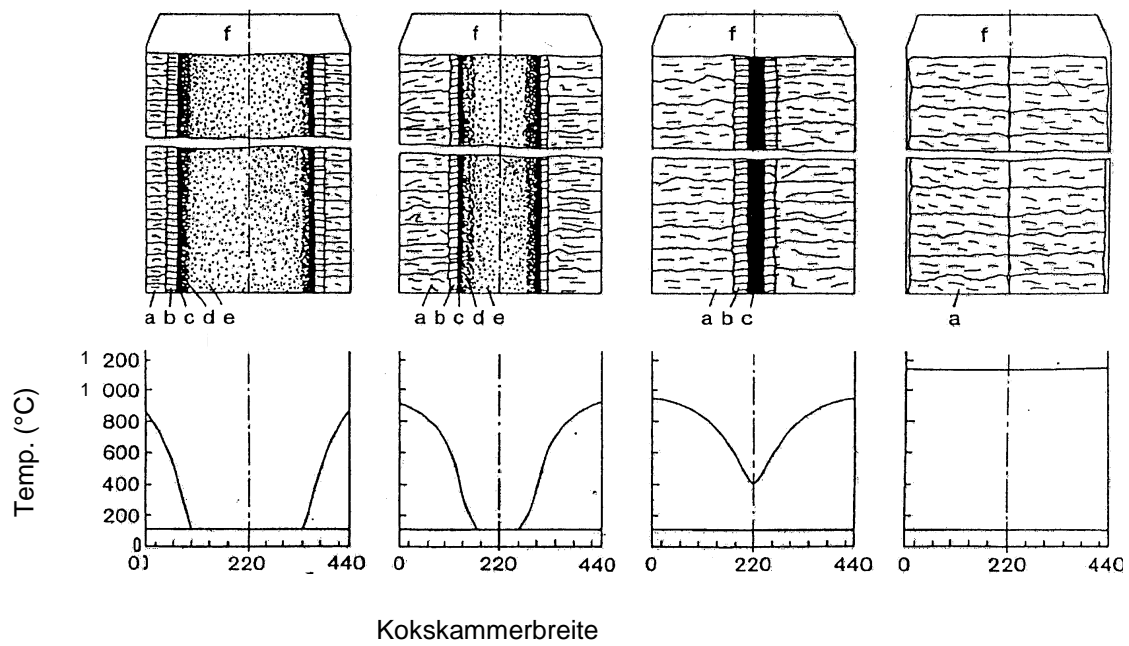 f f f f
a b c d e a b c d e a b c a
Temp. (°C)
1 200
1 000
800
600
400
200
0
0 220 440 0 220 440 0 220 440 0 220 440
Kokskammerbreite